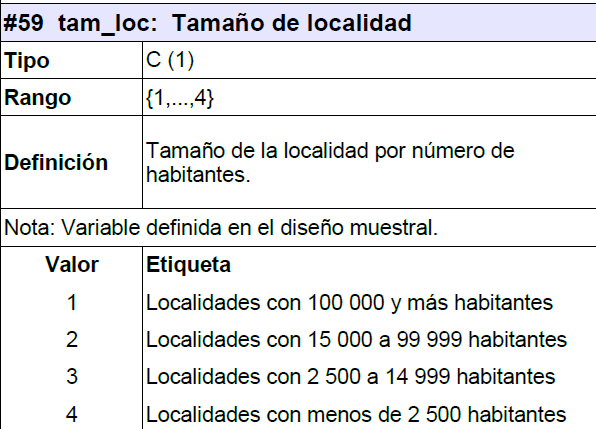 #59 tam_loc: Tamaño de localidad
Tipo C (1)
Rango {1,...,4}
Definición Tamaño de la localidad por número de
habitantes.
Nota: Variable definida en el diseño muestral.
Valor Etiqueta
1 Localidades con 100 000 y más habitantes
2 Localidades con 15 000 a 99 999 habitantes
3 Localidades con 2 500 a 14 999 habitantes
4 Localidades con menos de 2 500 habitantes